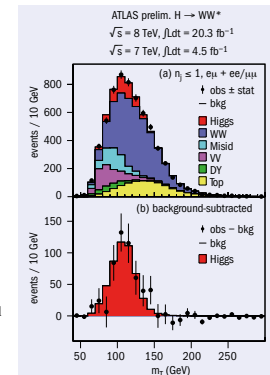 ATLAS prelim. H → WW*
√s = 8 TeV, ∫Ldt = 20.3 fb⁻¹
√s = 7 TeV, ∫Ldt = 4.5 fb⁻¹
(a) nj ≤ 1, eμ + ee/μμ
800
600
400
200
0
events / 10 GeV
obs ± stat
bkg
Higgs
WW
Misid
VV
DY
Top
(b) background-subtracted
150
100
50
0
events / 10 GeV
obs – bkg
bkg
Higgs
50 100 150 200 250
mT (GeV)